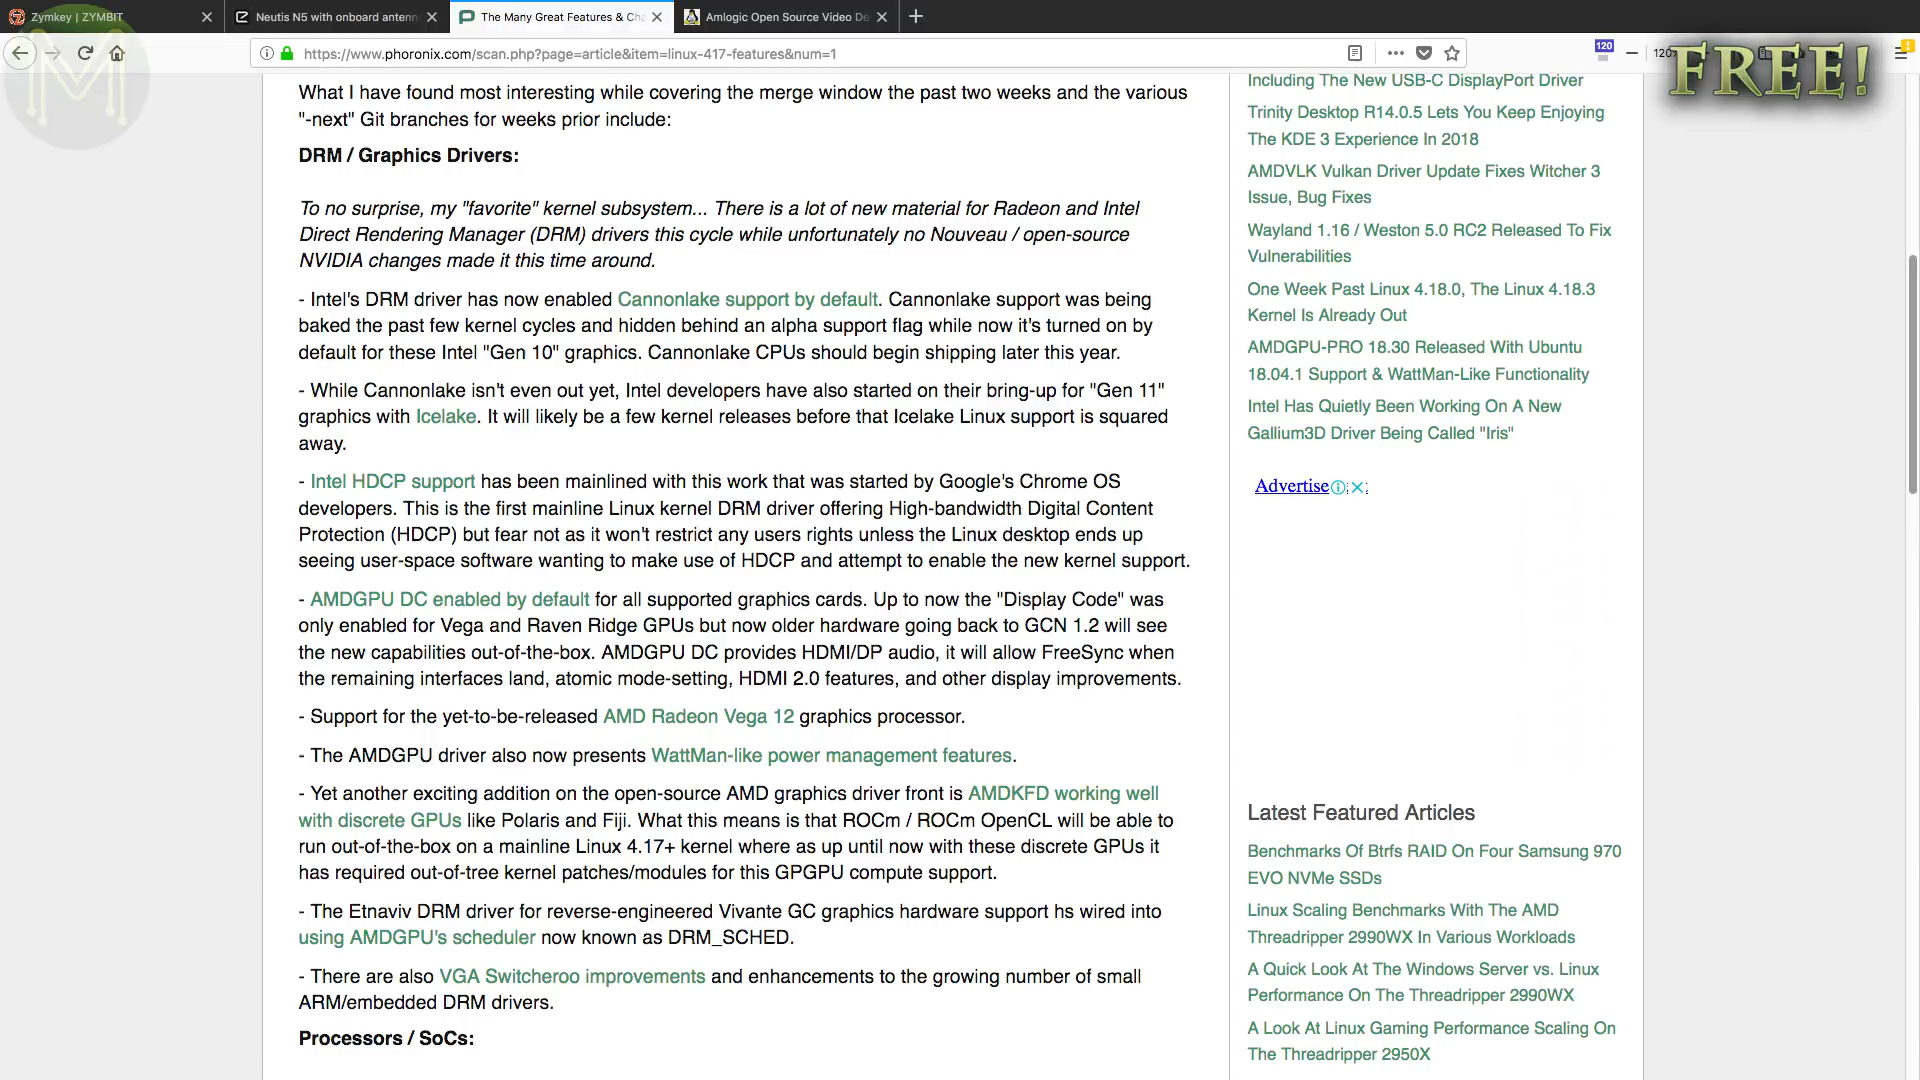 Zymkey | ZYMBIT
Neutis N5 with onboard antenn
The Many Great Features & Cha
Amlogic Open Source Video De
https://www.phoronix.com/scan.php?page=article&item=linux-417-features&num=1
120
120%
FREE!
M
What I have found most interesting while covering the merge window the past two weeks and the various
"-next" Git branches for weeks prior include:
DRM / Graphics Drivers:
To no surprise, my "favorite" kernel subsystem... There is a lot of new material for Radeon and Intel
Direct Rendering Manager (DRM) drivers this cycle while unfortunately no Nouveau / open-source
NVIDIA changes made it this time around.
- Intel's DRM driver has now enabled Cannonlake support by default. Cannonlake support was being
baked the past few kernel cycles and hidden behind an alpha support flag while now it's turned on by
default for these Intel "Gen 10" graphics. Cannonlake CPUs should begin shipping later this year.
- While Cannonlake isn't even out yet, Intel developers have also started on their bring-up for "Gen 11"
graphics with Icelake. It will likely be a few kernel releases before that Icelake Linux support is squared
away.
- Intel HDCP support has been mainlined with this work that was started by Google's Chrome OS
developers. This is the first mainline Linux kernel DRM driver offering High-bandwidth Digital Content
Protection (HDCP) but fear not as it won't restrict any users rights unless the Linux desktop ends up
seeing user-space software wanting to make use of HDCP and attempt to enable the new kernel support.
- AMDGPU DC enabled by default for all supported graphics cards. Up to now the "Display Code" was
only enabled for Vega and Raven Ridge GPUs but now older hardware going back to GCN 1.2 will see
the new capabilities out-of-the-box. AMDGPU DC provides HDMI/DP audio, it will allow FreeSync when
the remaining interfaces land, atomic mode-setting, HDMI 2.0 features, and other display improvements.
- Support for the yet-to-be-released AMD Radeon Vega 12 graphics processor.
- The AMDGPU driver also now presents WattMan-like power management features.
- Yet another exciting addition on the open-source AMD graphics driver front is AMDKFD working well
with discrete GPUs like Polaris and Fiji. What this means is that ROCm / ROCm OpenCL will be able to
run out-of-the-box on a mainline Linux 4.17+ kernel where as up until now with these discrete GPUs it
has required out-of-tree kernel patches/modules for this GPGPU compute support.
- The Etnaviv DRM driver for reverse-engineered Vivante GC graphics hardware support hs wired into
using AMDGPU's scheduler now known as DRM_SCHED.
- There are also VGA Switcheroo improvements and enhancements to the growing number of small
ARM/embedded DRM drivers.
Processors / SoCs:
Including The New USB-C DisplayPort Driver
Trinity Desktop R14.0.5 Lets You Keep Enjoying
The KDE 3 Experience In 2018
AMDVLK Vulkan Driver Update Fixes Witcher 3
Issue, Bug Fixes
Wayland 1.16 / Weston 5.0 RC2 Released To Fix
Vulnerabilities
One Week Past Linux 4.18.0, The Linux 4.18.3
Kernel Is Already Out
AMDGPU-PRO 18.30 Released With Ubuntu
18.04.1 Support & WattMan-Like Functionality
Intel Has Quietly Been Working On A New
Gallium3D Driver Being Called "Iris"
Advertise
Latest Featured Articles
Benchmarks Of Btrfs RAID On Four Samsung 970
EVO NVMe SSDs
Linux Scaling Benchmarks With The AMD
Threadripper 2990WX In Various Workloads
A Quick Look At The Windows Server vs. Linux
Performance On The Threadripper 2990WX
A Look At Linux Gaming Performance Scaling On
The Threadripper 2950X